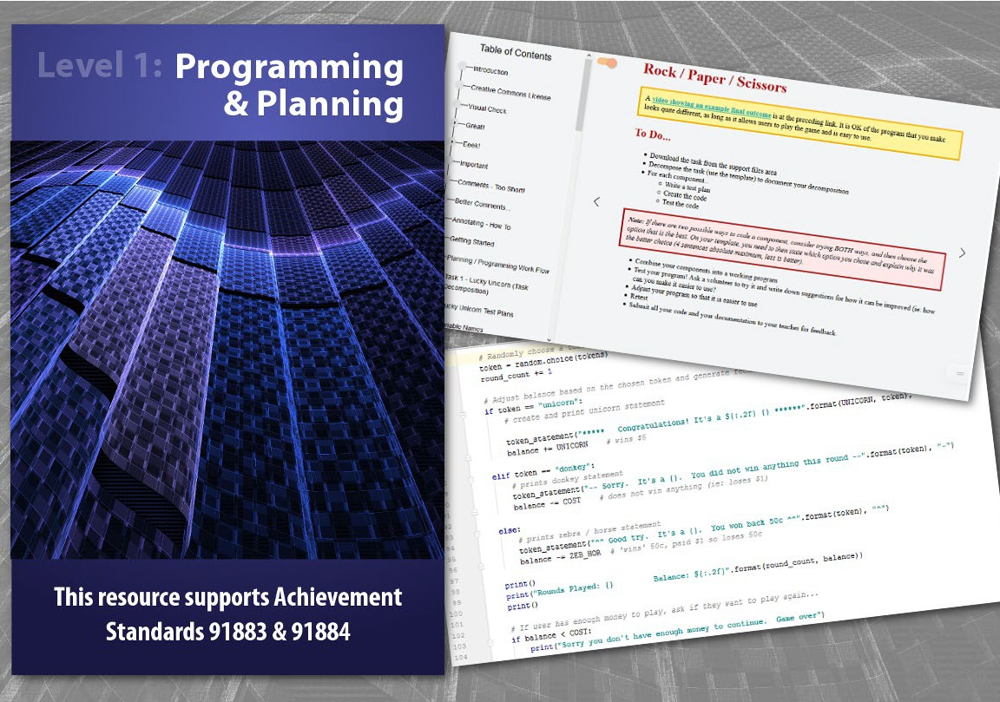 Level 1: Programming
& Planning
This resource supports Achievement
Standards 91883 & 91884
Table of Contents
Introduction
Creative Commons License
Visual Check
Great!
Eeek!
Important
Comments - Too Short!
Better Comments...
Annotating - How To
Getting Started
Planning / Programming Work Flow
Task 1 - Lucky Unicorn (Task
Decomposition)
Unicorn Test Plans
Names
Rock / Paper / Scissors
A video showing an example final outcome is at the preceding link. It is OK of the program that you make
looks quite different, as long as it allows users to play the game and is easy to use.
To Do...
Download the task from the support files area
Decompose the task (use the template) to document your decomposition
For each component...
Write a test plan
Create the code
Test the code
Note: If there are two possible ways to code a component, consider trying BOTH ways, and then choose the
option that is the best. On your template, you need to then state which option you chose and explain why it was
the better choice (4 sentences absolute maximum, less is better).
Combine your components into a working program
Test your program! Ask a volunteer to try it and write down suggestions for how it can be improved (ie: how
can you make it easier to use?
Adjust your program so that it is easier to use
Retest
Submit all your code and your documentation to your teacher for feedback.
# Randomly choose a
token = random.choice(tokens)
round_count += 1
# Adjust balance based on the chosen token and generate
if token == "unicorn":
# create and print unicorn statement
token_statement("***** Congratulations! It's a ${:.2f} {} ******".format(UNICORN, token),
balance += UNICORN # wins $5
elif token == "donkey":
# prints donkey statement
token_statement("-- Sorry. It's a {}. You did not win anything this round --".format(token), "-")
balance -= COST # does not win anything (ie: loses $1)
else:
# prints zebra / horse statement
token_statement("^^ Good try. It's a {}. You won back 50c ^^".format(token), "^")
balance -= ZEB_HOR # 'wins' 50c, paid $1 so loses 50c
print()
print("Rounds Played: {} Balance: ${:.2f}".format(round_count, balance))
print()
# If user has enough money to play, ask if they want to play again...
if balance < COST:
print("Sorry you don't have enough money to continue. Game over")
92
93
94
95
96
97
98
99
100
101
102
103
104